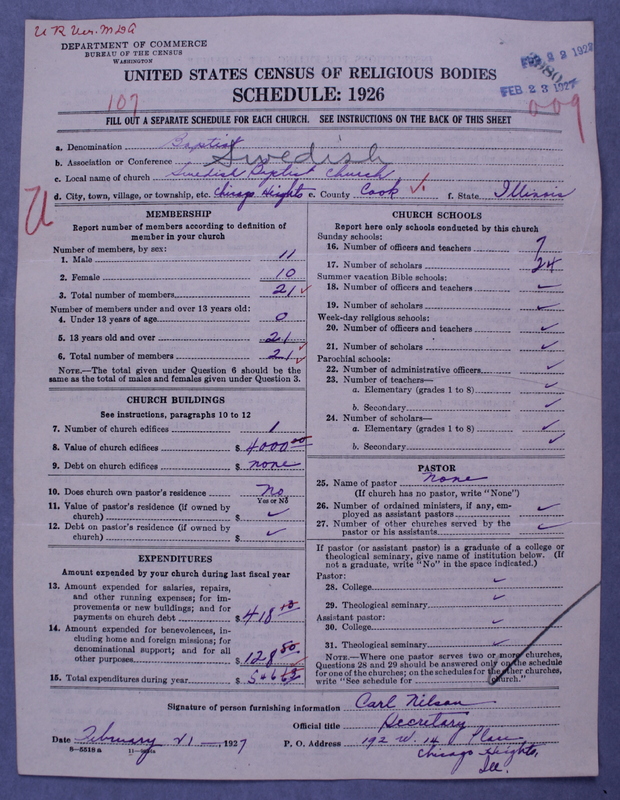 U R Ver. MDA
DEPARTMENT OF COMMERCE
BUREAU OF THE CENSUS
WASHINGTON
FEB 23 1927
UNITED STATES CENSUS OF RELIGIOUS BODIES
SCHEDULE: 1926
107
009
FILL OUT A SEPARATE SCHEDULE FOR EACH CHURCH. SEE INSTRUCTIONS ON THE BACK OF THIS SHEET
a. Denomination Baptist
b. Association or Conference Swedish
c. Local name of church Swedish Baptist Church
d. City, town, village, or township, etc. Chicago Heights e. County Cook f. State Illinois
U
MEMBERSHIP
Report number of members according to definition of
member in your church
Number of members, by sex:
1. Male 11
2. Female 10
3. Total number of members 21
Number of members under and over 13 years old:
4. Under 13 years of age 0
5. 13 years old and over 21
6. Total number of members 21
NOTE.—The total given under Question 6 should be the
same as the total of males and females given under Question 3.
CHURCH BUILDINGS
See instructions, paragraphs 10 to 12
7. Number of church edifices 1
8. Value of church edifices $ 4000 00
9. Debt on church edifices $ none
10. Does church own pastor's residence No
Yes or No
11. Value of pastor's residence (if owned by
church) $ ✓
12. Debt on pastor's residence (if owned by
church) $ ✓
EXPENDITURES
Amount expended by your church during last fiscal year
13. Amount expended for salaries, repairs,
and other running expenses; for im-
provements or new buildings; and for
payments on church debt $ 418 13
14. Amount expended for benevolences, in-
cluding home and foreign missions; for
denominational support; and for all
other purposes $ 128 50
15. Total expenditures during year $ 546 63
CHURCH SCHOOLS
Report here only schools conducted by this church
Sunday schools:
16. Number of officers and teachers 7
17. Number of scholars 24
Summer vacation Bible schools:
18. Number of officers and teachers ✓
19. Number of scholars ✓
Week-day religious schools:
20. Number of officers and teachers ✓
21. Number of scholars ✓
Parochial schools:
22. Number of administrative officers ✓
23. Number of teachers—
a. Elementary (grades 1 to 8) ✓
b. Secondary ✓
24. Number of scholars—
a. Elementary (grades 1 to 8) ✓
b. Secondary ✓
PASTOR
25. Name of pastor none
(If church has no pastor, write "None")
26. Number of ordained ministers, if any, em-
ployed as assistant pastors ✓
27. Number of other churches served by the
pastor or his assistants ✓
If pastor (or assistant pastor) is a graduate of a college or
theological seminary, give name of institution below. (If
not a graduate, write "No" in the space indicated.)
Pastor:
28. College ✓
29. Theological seminary ✓
Assistant pastor:
30. College ✓
31. Theological seminary ✓
NOTE.—Where one pastor serves two or more churches,
Questions 28 and 29 should be answered only on the schedule
for one of the churches; on the schedules for the other churches,
write "See schedule for church."
Signature of person furnishing information Carl Nilson
Official title Secretary
Date February 21, 1927 P. O. Address 192 W. 14 Place
Chicago Heights,
Ill.
8—5518 a